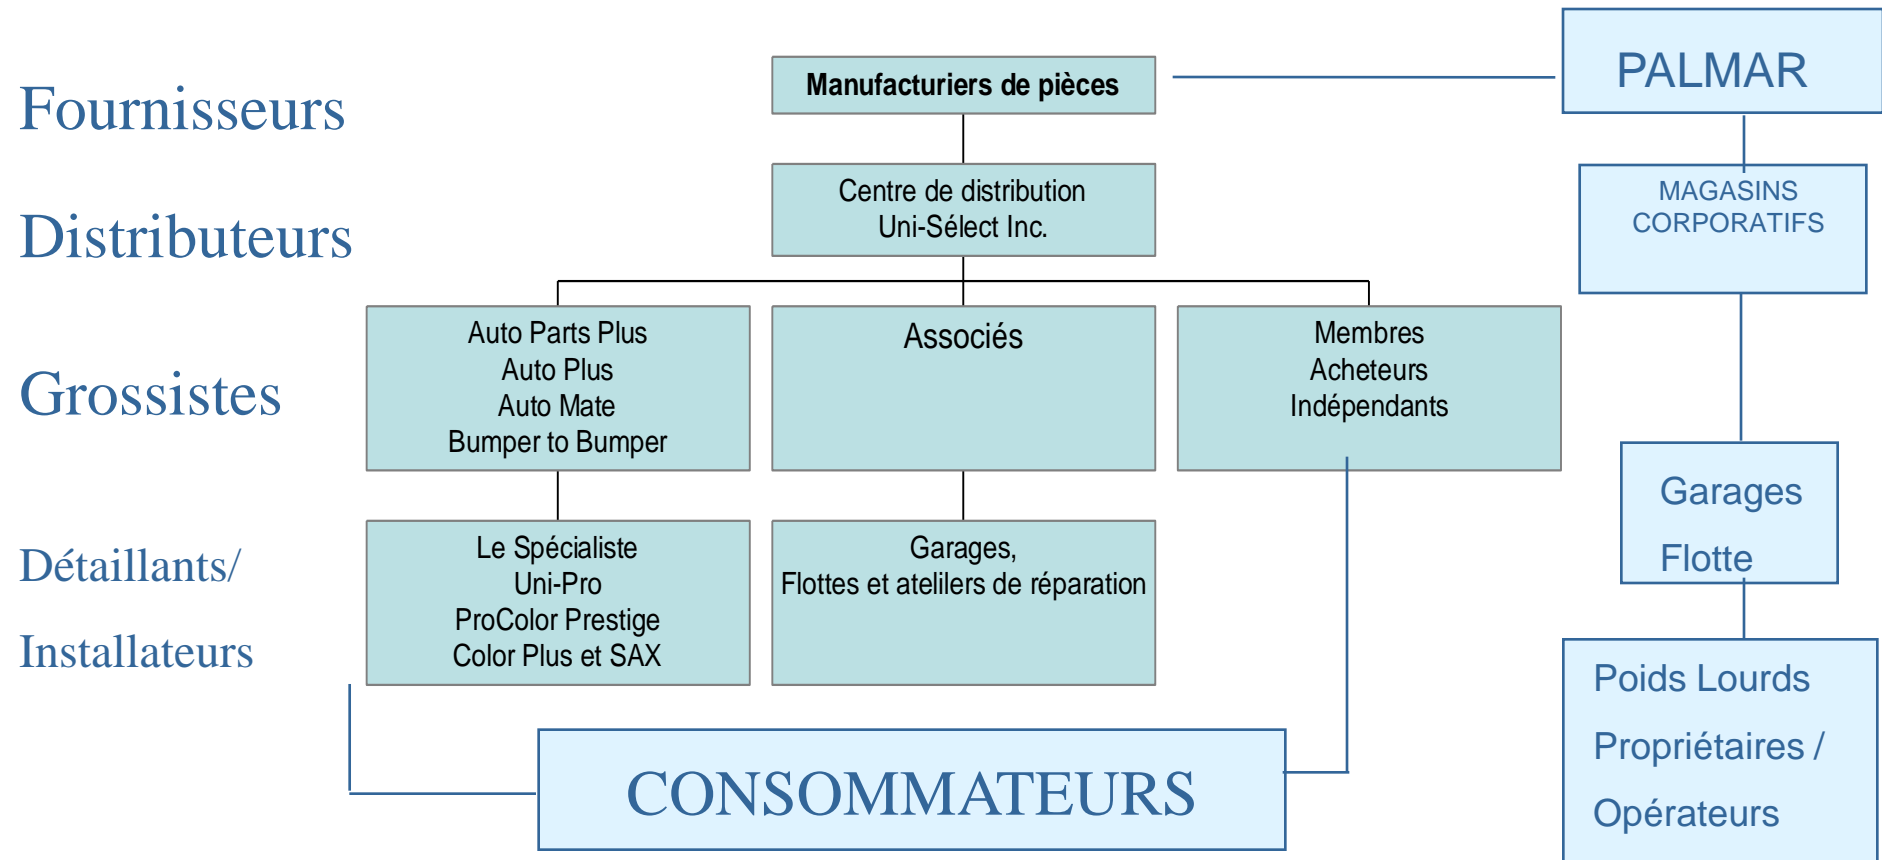 Fournisseurs
Manufacturiers de pièces
PALMAR
Distributeurs
Centre de distribution
Uni-Sélect Inc.
MAGASINS
CORPORATIFS
Grossistes
Auto Parts Plus
Auto Plus
Auto Mate
Bumper to Bumper
Associés
Membres
Acheteurs
Indépendants
Garages
Flotte
Détaillants/
Installateurs
Le Spécialiste
Uni-Pro
ProColor Prestige
Color Plus et SAX
Garages,
Flottes et atelilers de réparation
Poids Lourds
Propriétaires /
Opérateurs
CONSOMMATEURS